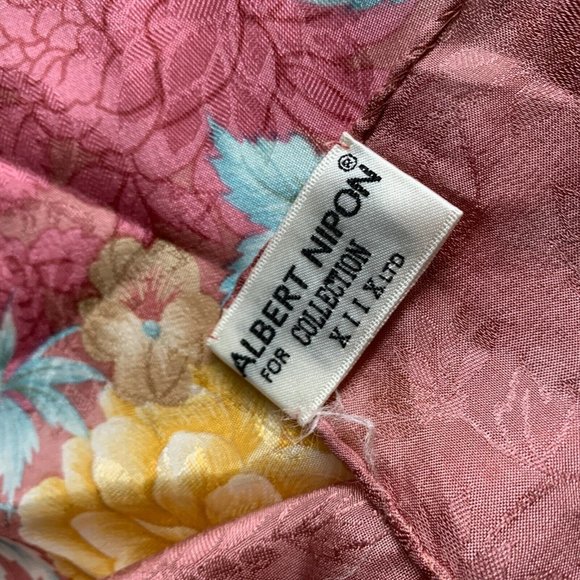 ALBERT NIPON®
FOR COLLECTION
XIIX LTD